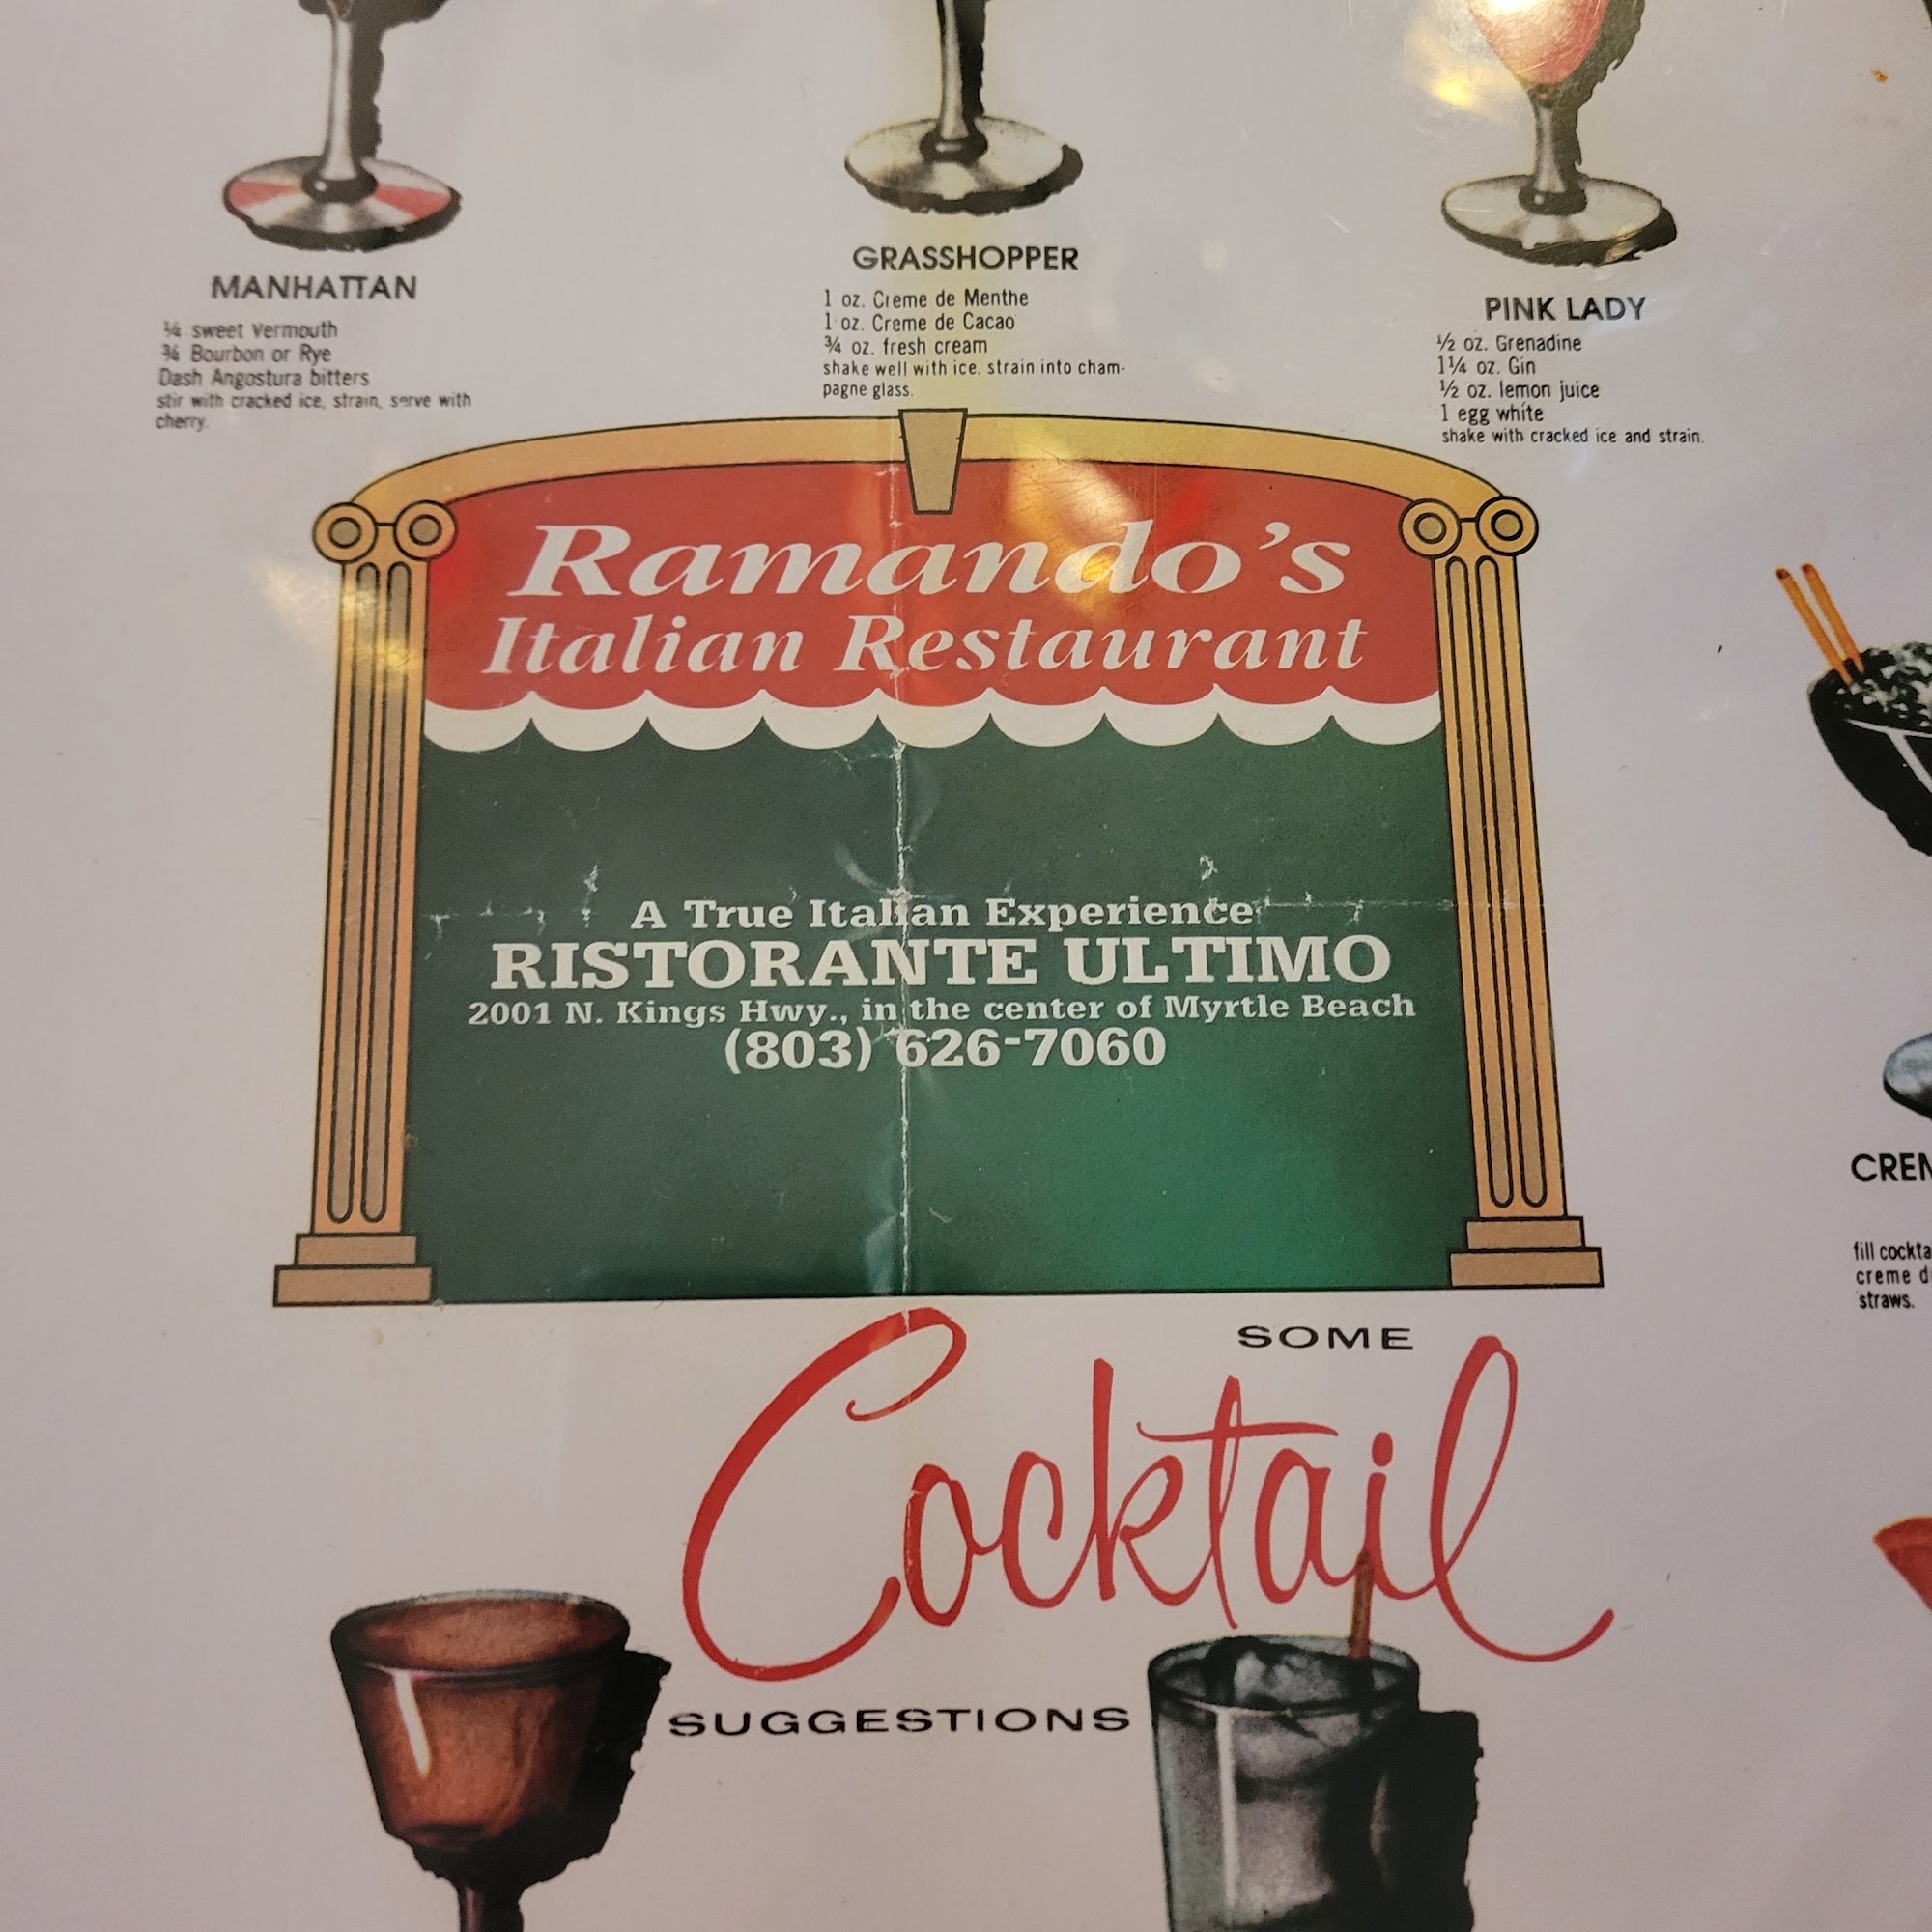 MANHATTAN
¼ sweet Vermouth
¾ Bourbon or Rye
Dash Angostura bitters
stir with cracked ice, strain, serve with
cherry.
GRASSHOPPER
1 oz. Creme de Menthe
1 oz. Creme de Cacao
¾ oz. fresh cream
shake well with ice. strain into cham-
pagne glass.
PINK LADY
½ oz. Grenadine
1¼ oz. Gin
½ oz. lemon juice
1 egg white
shake with cracked ice and strain.
Ramando's
Italian Restaurant
A True Italian Experience
RISTORANTE ULTIMO
2001 N. Kings Hwy., in the center of Myrtle Beach
(803) 626-7060
fill
creme
straws.
SOME
Cocktail
SUGGESTIONS